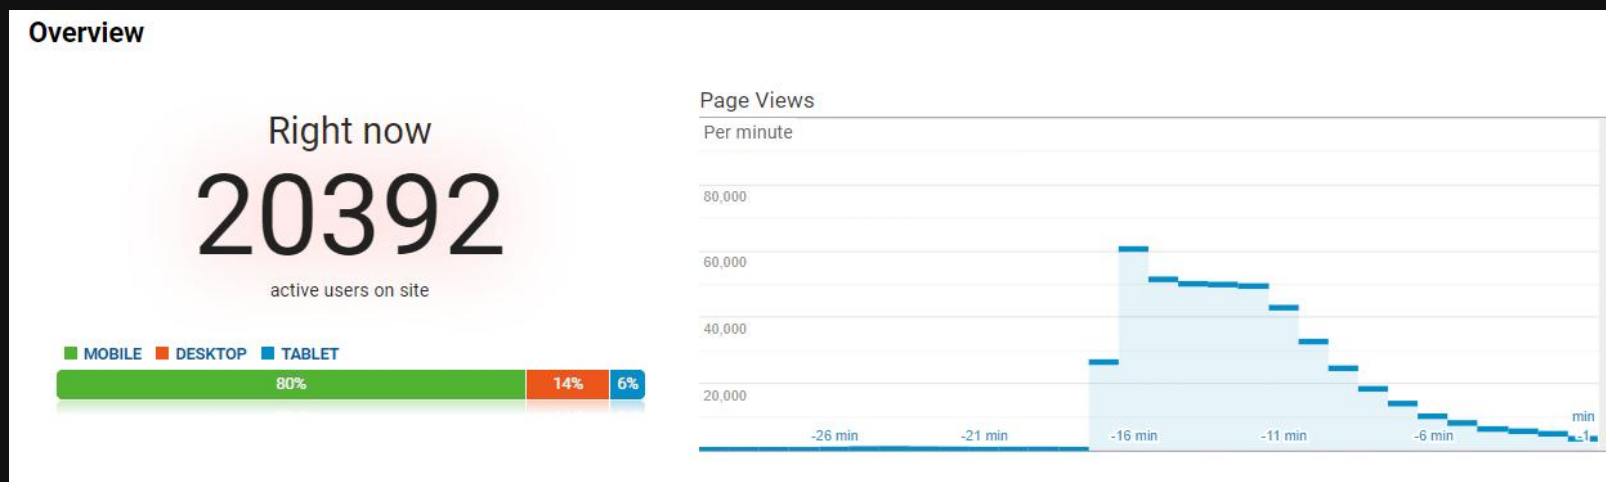 Overview
Right now
20392
active users on site
MOBILE DESKTOP TABLET
80% 14% 6%
Page Views
Per minute
80,000
60,000
40,000
20,000
min
-26 min -21 min -16 min -11 min -6 min -1